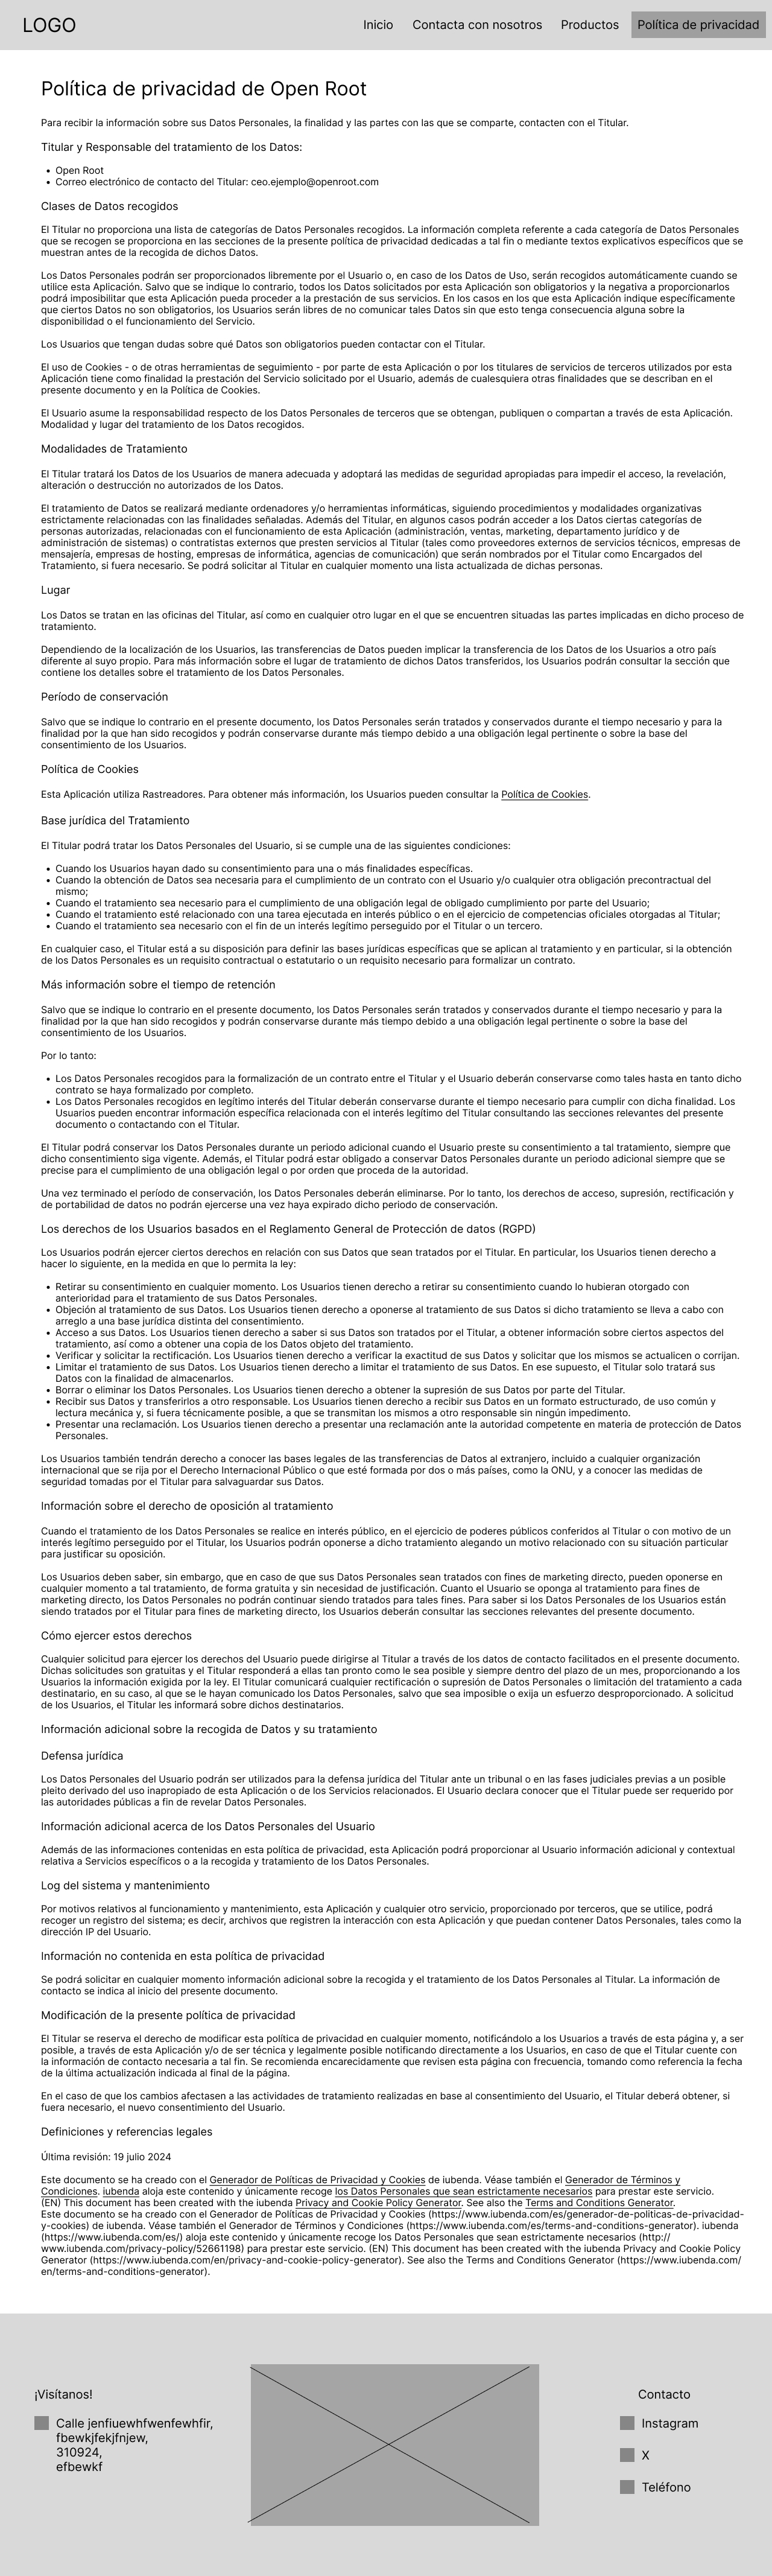 LOGO
Inicio
Contacta con nosotros
Productos
Política de privacidad
Política de privacidad de Open Root
Para recibir la información sobre sus Datos Personales, la finalidad y las partes con las que se comparte, contacten con el Titular.
Titular y Responsable del tratamiento de los Datos:
• Open Root
• Correo electrónico de contacto del Titular: ceo.ejemplo@openroot.com
Clases de Datos recogidos
El Titular no proporciona una lista de categorías de Datos Personales recogidos. La información completa referente a cada categoría de Datos Personales
que se recogen se proporciona en las secciones de la presente política de privacidad dedicadas a tal fin o mediante textos explicativos específicos que se
muestran antes de la recogida de dichos Datos.
Los Datos Personales podrán ser proporcionados libremente por el Usuario o, en caso de los Datos de Uso, serán recogidos automáticamente cuando se
utilice esta Aplicación. Salvo que se indique lo contrario, todos los Datos solicitados por esta Aplicación son obligatorios y la negativa a proporcionarlos
podrá imposibilitar que esta Aplicación pueda proceder a la prestación de sus servicios. En los casos en los que esta Aplicación indique específicamente
que ciertos Datos no son obligatorios, los Usuarios serán libres de no comunicar tales Datos sin que esto tenga consecuencia alguna sobre la
disponibilidad o el funcionamiento del Servicio.
Los Usuarios que tengan dudas sobre qué Datos son obligatorios pueden contactar con el Titular.
El uso de Cookies - o de otras herramientas de seguimiento - por parte de esta Aplicación o por los titulares de servicios de terceros utilizados por esta
Aplicación tiene como finalidad la prestación del Servicio solicitado por el Usuario, además de cualesquiera otras finalidades que se describan en el
presente documento y en la Política de Cookies.
El Usuario asume la responsabilidad respecto de los Datos Personales de terceros que se obtengan, publiquen o compartan a través de esta Aplicación.
Modalidad y lugar del tratamiento de los Datos recogidos.
Modalidades de Tratamiento
El Titular tratará los Datos de los Usuarios de manera adecuada y adoptará las medidas de seguridad apropiadas para impedir el acceso, la revelación,
alteración o destrucción no autorizados de los Datos.
El tratamiento de Datos se realizará mediante ordenadores y/o herramientas informáticas, siguiendo procedimientos y modalidades organizativas
estrictamente relacionadas con las finalidades señaladas. Además del Titular, en algunos casos podrán acceder a los Datos ciertas categorías de
personas autorizadas, relacionadas con el funcionamiento de esta Aplicación (administración, ventas, marketing, departamento jurídico y de
administración de sistemas) o contratistas externos que presten servicios al Titular (tales como proveedores externos de servicios técnicos, empresas de
mensajería, empresas de hosting, empresas de informática, agencias de comunicación) que serán nombrados por el Titular como Encargados del
Tratamiento, si fuera necesario. Se podrá solicitar al Titular en cualquier momento una lista actualizada de dichas personas.
Lugar
Los Datos se tratan en las oficinas del Titular, así como en cualquier otro lugar en el que se encuentren situadas las partes implicadas en dicho proceso de
tratamiento.
Dependiendo de la localización de los Usuarios, las transferencias de Datos pueden implicar la transferencia de los Datos de los Usuarios a otro país
diferente al suyo propio. Para más información sobre el lugar de tratamiento de dichos Datos transferidos, los Usuarios podrán consultar la sección que
contiene los detalles sobre el tratamiento de los Datos Personales.
Período de conservación
Salvo que se indique lo contrario en el presente documento, los Datos Personales serán tratados y conservados durante el tiempo necesario y para la
finalidad por la que han sido recogidos y podrán conservarse durante más tiempo debido a una obligación legal pertinente o sobre la base del
consentimiento de los Usuarios.
Política de Cookies
Esta Aplicación utiliza Rastreadores. Para obtener más información, los Usuarios pueden consultar la Política de Cookies.
Base jurídica del Tratamiento
El Titular podrá tratar los Datos Personales del Usuario, si se cumple una de las siguientes condiciones:
• Cuando los Usuarios hayan dado su consentimiento para una o más finalidades específicas.
• Cuando la obtención de Datos sea necesaria para el cumplimiento de un contrato con el Usuario y/o cualquier otra obligación precontractual del
mismo;
• Cuando el tratamiento sea necesario para el cumplimiento de una obligación legal de obligado cumplimiento por parte del Usuario;
• Cuando el tratamiento esté relacionado con una tarea ejecutada en interés público o en el ejercicio de competencias oficiales otorgadas al Titular;
• Cuando el tratamiento sea necesario con el fin de un interés legítimo perseguido por el Titular o un tercero.
En cualquier caso, el Titular está a su disposición para definir las bases jurídicas específicas que se aplican al tratamiento y en particular, si la obtención
de los Datos Personales es un requisito contractual o estatutario o un requisito necesario para formalizar un contrato.
Más información sobre el tiempo de retención
Salvo que se indique lo contrario en el presente documento, los Datos Personales serán tratados y conservados durante el tiempo necesario y para la
finalidad por la que han sido recogidos y podrán conservarse durante más tiempo debido a una obligación legal pertinente o sobre la base del
consentimiento de los Usuarios.
Por lo tanto:
• Los Datos Personales recogidos para la formalización de un contrato entre el Titular y el Usuario deberán conservarse como tales hasta en tanto dicho
contrato se haya formalizado por completo.
• Los Datos Personales recogidos en legítimo interés del Titular deberán conservarse durante el tiempo necesario para cumplir con dicha finalidad. Los
Usuarios pueden encontrar información específica relacionada con el interés legítimo del Titular consultando las secciones relevantes del presente
documento o contactando con el Titular.
El Titular podrá conservar los Datos Personales durante un periodo adicional cuando el Usuario preste su consentimiento a tal tratamiento, siempre que
dicho consentimiento siga vigente. Además, el Titular podrá estar obligado a conservar Datos Personales durante un periodo adicional siempre que se
precise para el cumplimiento de una obligación legal o por orden que proceda de la autoridad.
Una vez terminado el período de conservación, los Datos Personales deberán eliminarse. Por lo tanto, los derechos de acceso, supresión, rectificación y
de portabilidad de datos no podrán ejercerse una vez haya expirado dicho periodo de conservación.
Los derechos de los Usuarios basados en el Reglamento General de Protección de datos (RGPD)
Los Usuarios podrán ejercer ciertos derechos en relación con sus Datos que sean tratados por el Titular. En particular, los Usuarios tienen derecho a
hacer lo siguiente, en la medida en que lo permita la ley:
• Retirar su consentimiento en cualquier momento. Los Usuarios tienen derecho a retirar su consentimiento cuando lo hubieran otorgado con
anterioridad para el tratamiento de sus Datos Personales.
• Objeción al tratamiento de sus Datos. Los Usuarios tienen derecho a oponerse al tratamiento de sus Datos si dicho tratamiento se lleva a cabo con
arreglo a una base jurídica distinta del consentimiento.
• Acceso a sus Datos. Los Usuarios tienen derecho a saber si sus Datos son tratados por el Titular, a obtener información sobre ciertos aspectos del
tratamiento, así como a obtener una copia de los Datos objeto del tratamiento.
• Verificar y solicitar la rectificación. Los Usuarios tienen derecho a verificar la exactitud de sus Datos y solicitar que los mismos se actualicen o corrijan.
• Limitar el tratamiento de sus Datos. Los Usuarios tienen derecho a limitar el tratamiento de sus Datos. En ese supuesto, el Titular solo tratará sus
Datos con la finalidad de almacenarlos.
• Borrar o eliminar los Datos Personales. Los Usuarios tienen derecho a obtener la supresión de sus Datos por parte del Titular.
• Recibir sus Datos y transferirlos a otro responsable. Los Usuarios tienen derecho a recibir sus Datos en un formato estructurado, de uso común y
lectura mecánica y, si fuera técnicamente posible, a que se transmitan los mismos a otro responsable sin ningún impedimento.
• Presentar una reclamación. Los Usuarios tienen derecho a presentar una reclamación ante la autoridad competente en materia de protección de Datos
Personales.
Los Usuarios también tendrán derecho a conocer las bases legales de las transferencias de Datos al extranjero, incluido a cualquier organización
internacional que se rija por el Derecho Internacional Público o que esté formada por dos o más países, como la ONU, y a conocer las medidas de
seguridad tomadas por el Titular para salvaguardar sus Datos.
Información sobre el derecho de oposición al tratamiento
Cuando el tratamiento de los Datos Personales se realice en interés público, en el ejercicio de poderes públicos conferidos al Titular o con motivo de un
interés legítimo perseguido por el Titular, los Usuarios podrán oponerse a dicho tratamiento alegando un motivo relacionado con su situación particular
para justificar su oposición.
Los Usuarios deben saber, sin embargo, que en caso de que sus Datos Personales sean tratados con fines de marketing directo, pueden oponerse en
cualquier momento a tal tratamiento, de forma gratuita y sin necesidad de justificación. Cuanto el Usuario se oponga al tratamiento para fines de
marketing directo, los Datos Personales no podrán continuar siendo tratados para tales fines. Para saber si los Datos Personales de los Usuarios están
siendo tratados por el Titular para fines de marketing directo, los Usuarios deberán consultar las secciones relevantes del presente documento.
Cómo ejercer estos derechos
Cualquier solicitud para ejercer los derechos del Usuario puede dirigirse al Titular a través de los datos de contacto facilitados en el presente documento.
Dichas solicitudes son gratuitas y el Titular responderá a ellas tan pronto como le sea posible y siempre dentro del plazo de un mes, proporcionando a los
Usuarios la información exigida por la ley. El Titular comunicará cualquier rectificación o supresión de Datos Personales o limitación del tratamiento a cada
destinatario, en su caso, al que se le hayan comunicado los Datos Personales, salvo que sea imposible o exija un esfuerzo desproporcionado. A solicitud
de los Usuarios, el Titular les informará sobre dichos destinatarios.
Información adicional sobre la recogida de Datos y su tratamiento
Defensa jurídica
Los Datos Personales del Usuario podrán ser utilizados para la defensa jurídica del Titular ante un tribunal o en las fases judiciales previas a un posible
pleito derivado del uso inapropiado de esta Aplicación o de los Servicios relacionados. El Usuario declara conocer que el Titular puede ser requerido por
las autoridades públicas a fin de revelar Datos Personales.
Información adicional acerca de los Datos Personales del Usuario
Además de las informaciones contenidas en esta política de privacidad, esta Aplicación podrá proporcionar al Usuario información adicional y contextual
relativa a Servicios específicos o a la recogida y tratamiento de los Datos Personales.
Log del sistema y mantenimiento
Por motivos relativos al funcionamiento y mantenimiento, esta Aplicación y cualquier otro servicio, proporcionado por terceros, que se utilice, podrá
recoger un registro del sistema; es decir, archivos que registren la interacción con esta Aplicación y que puedan contener Datos Personales, tales como la
dirección IP del Usuario.
Información no contenida en esta política de privacidad
Se podrá solicitar en cualquier momento información adicional sobre la recogida y el tratamiento de los Datos Personales al Titular. La información de
contacto se indica al inicio del presente documento.
Modificación de la presente política de privacidad
El Titular se reserva el derecho de modificar esta política de privacidad en cualquier momento, notificándolo a los Usuarios a través de esta página y, a ser
posible, a través de esta Aplicación y/o de ser técnica y legalmente posible notificando directamente a los Usuarios, en caso de que el Titular cuente con
la información de contacto necesaria a tal fin. Se recomienda encarecidamente que revisen esta página con frecuencia, tomando como referencia la fecha
de la última actualización indicada al final de la página.
En el caso de que los cambios afectasen a las actividades de tratamiento realizadas en base al consentimiento del Usuario, el Titular deberá obtener, si
fuera necesario, el nuevo consentimiento del Usuario.
Definiciones y referencias legales
Última revisión: 19 julio 2024
Este documento se ha creado con el Generador de Políticas de Privacidad y Cookies de iubenda. Véase también el Generador de Términos y
Condiciones. iubenda aloja este contenido y únicamente recoge los Datos Personales que sean estrictamente necesarios para prestar este servicio.
(EN) This document has been created with the iubenda Privacy and Cookie Policy Generator. See also the Terms and Conditions Generator.
Este documento se ha creado con el Generador de Políticas de Privacidad y Cookies (https://www.iubenda.com/es/generador-de-politicas-de-privacidad-
y-cookies) de iubenda. Véase también el Generador de Términos y Condiciones (https://www.iubenda.com/es/terms-and-conditions-generator). iubenda
(https://www.iubenda.com/es/) aloja este contenido y únicamente recoge los Datos Personales que sean estrictamente necesarios (http://
www.iubenda.com/privacy-policy/52661198) para prestar este servicio. (EN) This document has been created with the iubenda Privacy and Cookie Policy
Generator (https://www.iubenda.com/en/privacy-and-cookie-policy-generator). See also the Terms and Conditions Generator (https://www.iubenda.com/
en/terms-and-conditions-generator).
¡Visítanos!
Calle jenfiuewhfwenfewhfir,
fbewkjfekjfnjew,
310924,
efbewkf
Contacto
Instagram
X
Teléfono